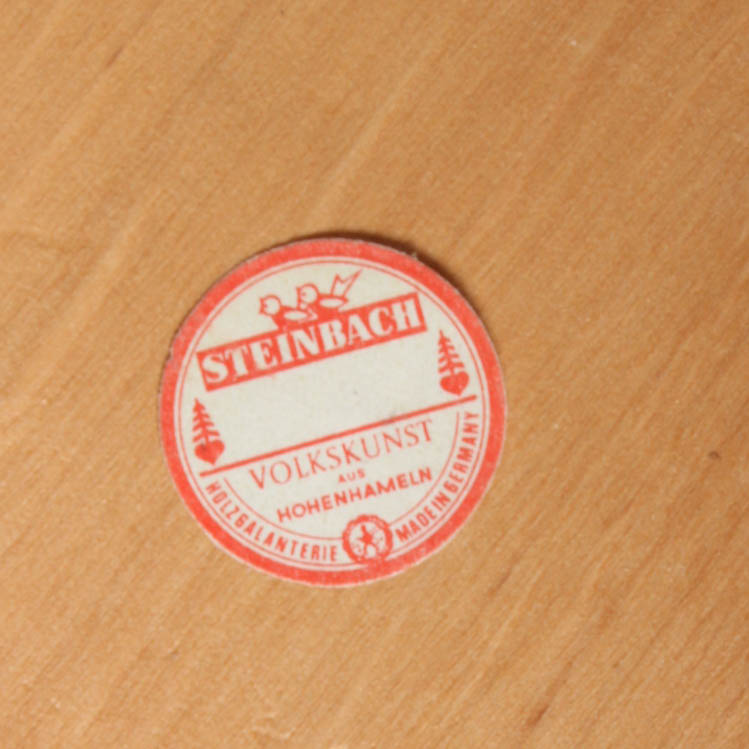 STEINBACH
VOLKSKUNST
AUS
HOHENHAMELN
HOLZGALANTERIE MADE IN GERMANY